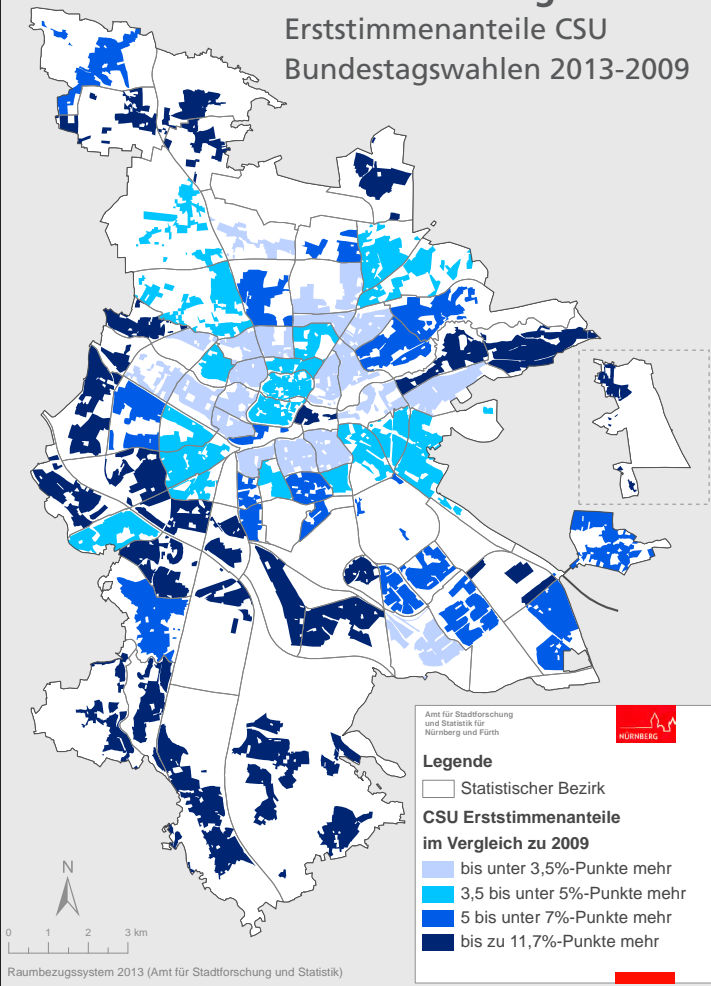 Erststimmenanteile CSU
Bundestagswahlen 2013-2009
Amt für Stadtforschung
und Statistik für
Nürnberg und Fürth
NÜRNBERG
Legende
Statistischer Bezirk
CSU Erststimmenanteile
im Vergleich zu 2009
bis unter 3,5%-Punkte mehr
3,5 bis unter 5%-Punkte mehr
5 bis unter 7%-Punkte mehr
bis zu 11,7%-Punkte mehr
N
0 1 2 3 km
Raumbezugssystem 2013 (Amt für Stadtforschung und Statistik)